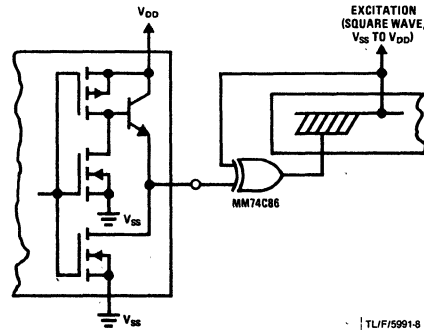 V_DD
EXCITATION
(SQUARE WAVE,
V_SS TO V_DD)
MM74C86
V_SS
V_SS
TL/F/5991-8